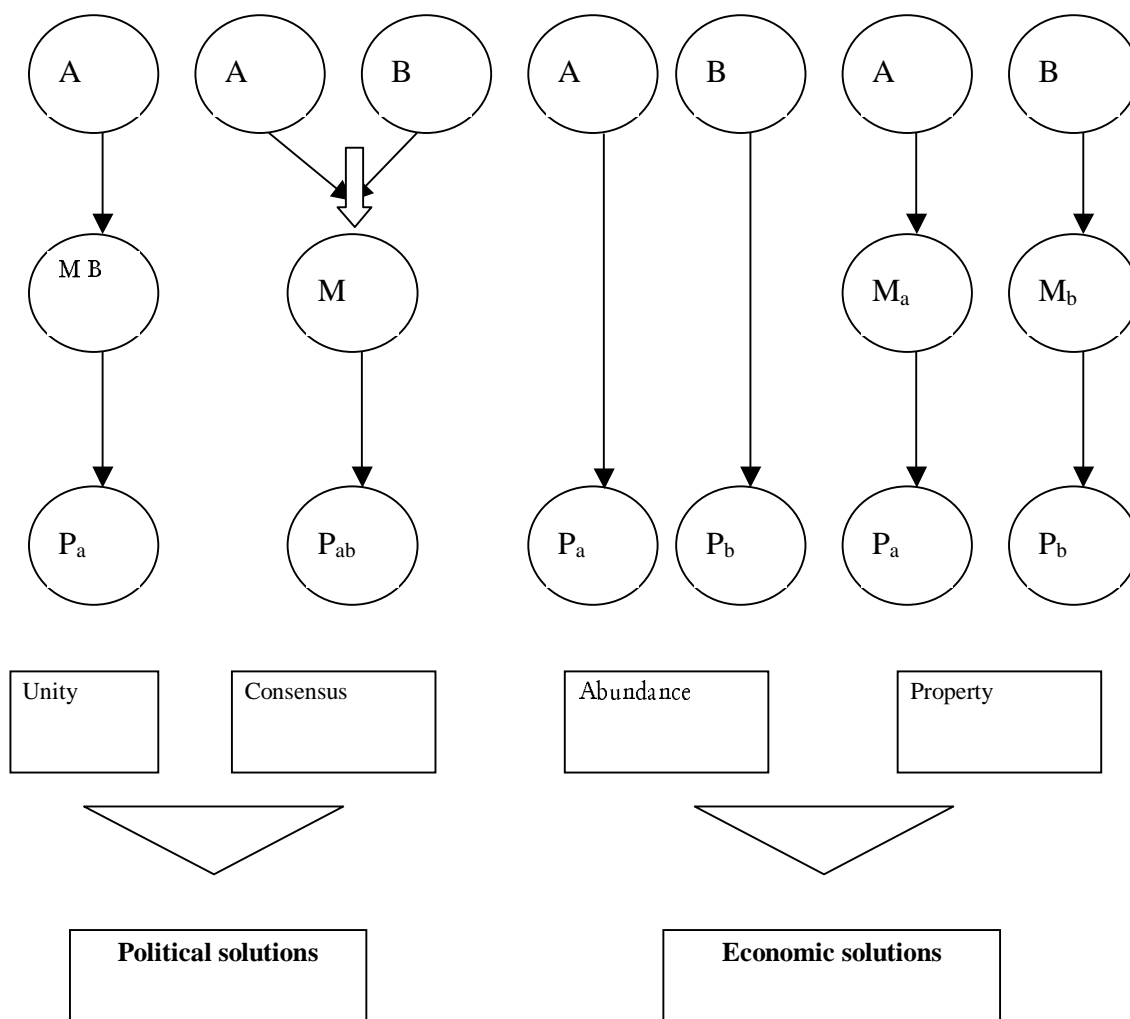 A A B A B A B
M B M M_a M_b
P_a P_ab P_a P_b P_a P_b
Unity Consensus Abundance Property
Political solutions Economic solutions